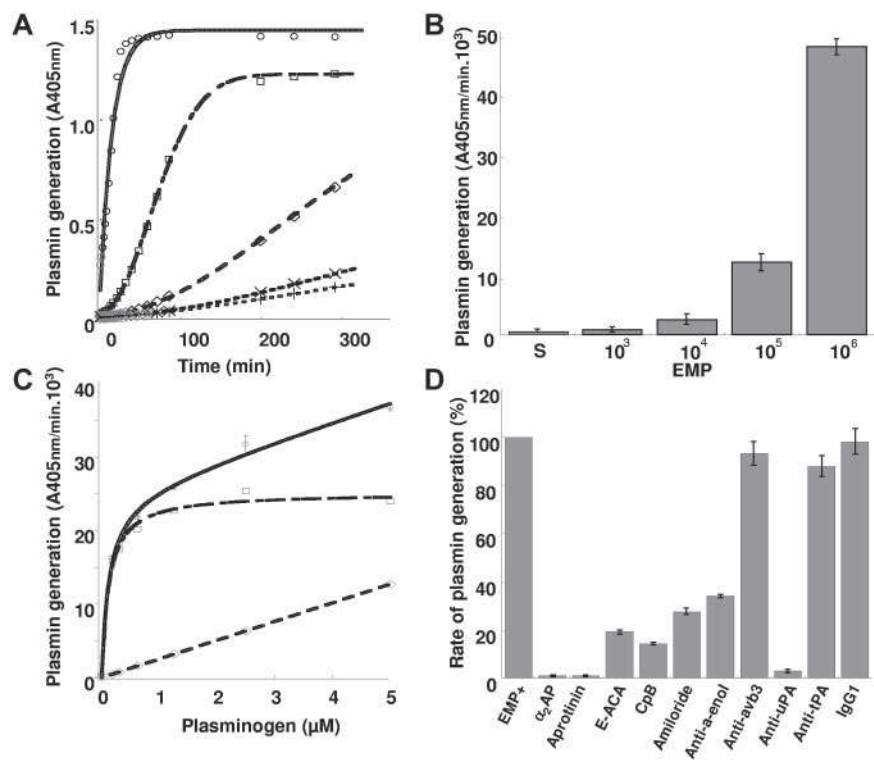 A
Plasmin generation (A405nm)
1.5
1.0
0.5
0
0 100 200 300
Time (min)
B
Plasmin generation (A405nm/min.10³)
50
40
30
50
10
0
S 10³ 10⁴ 10⁵ 10⁶
EMP
C
Plasmin generation (A405nm/min.10³)
40
30
20
10
0
0 1 2 3 4 5
Plasminogen (µM)
D
Rate of plasmin generation (%)
120
100
80
60
40
20
0
EMP+
α₂AP
Aprotinin
E-ACA
CpB
Amiloride
Anti-a-enol
Anti-avb3
Anti-uPA
Anti-tPA
IgG1